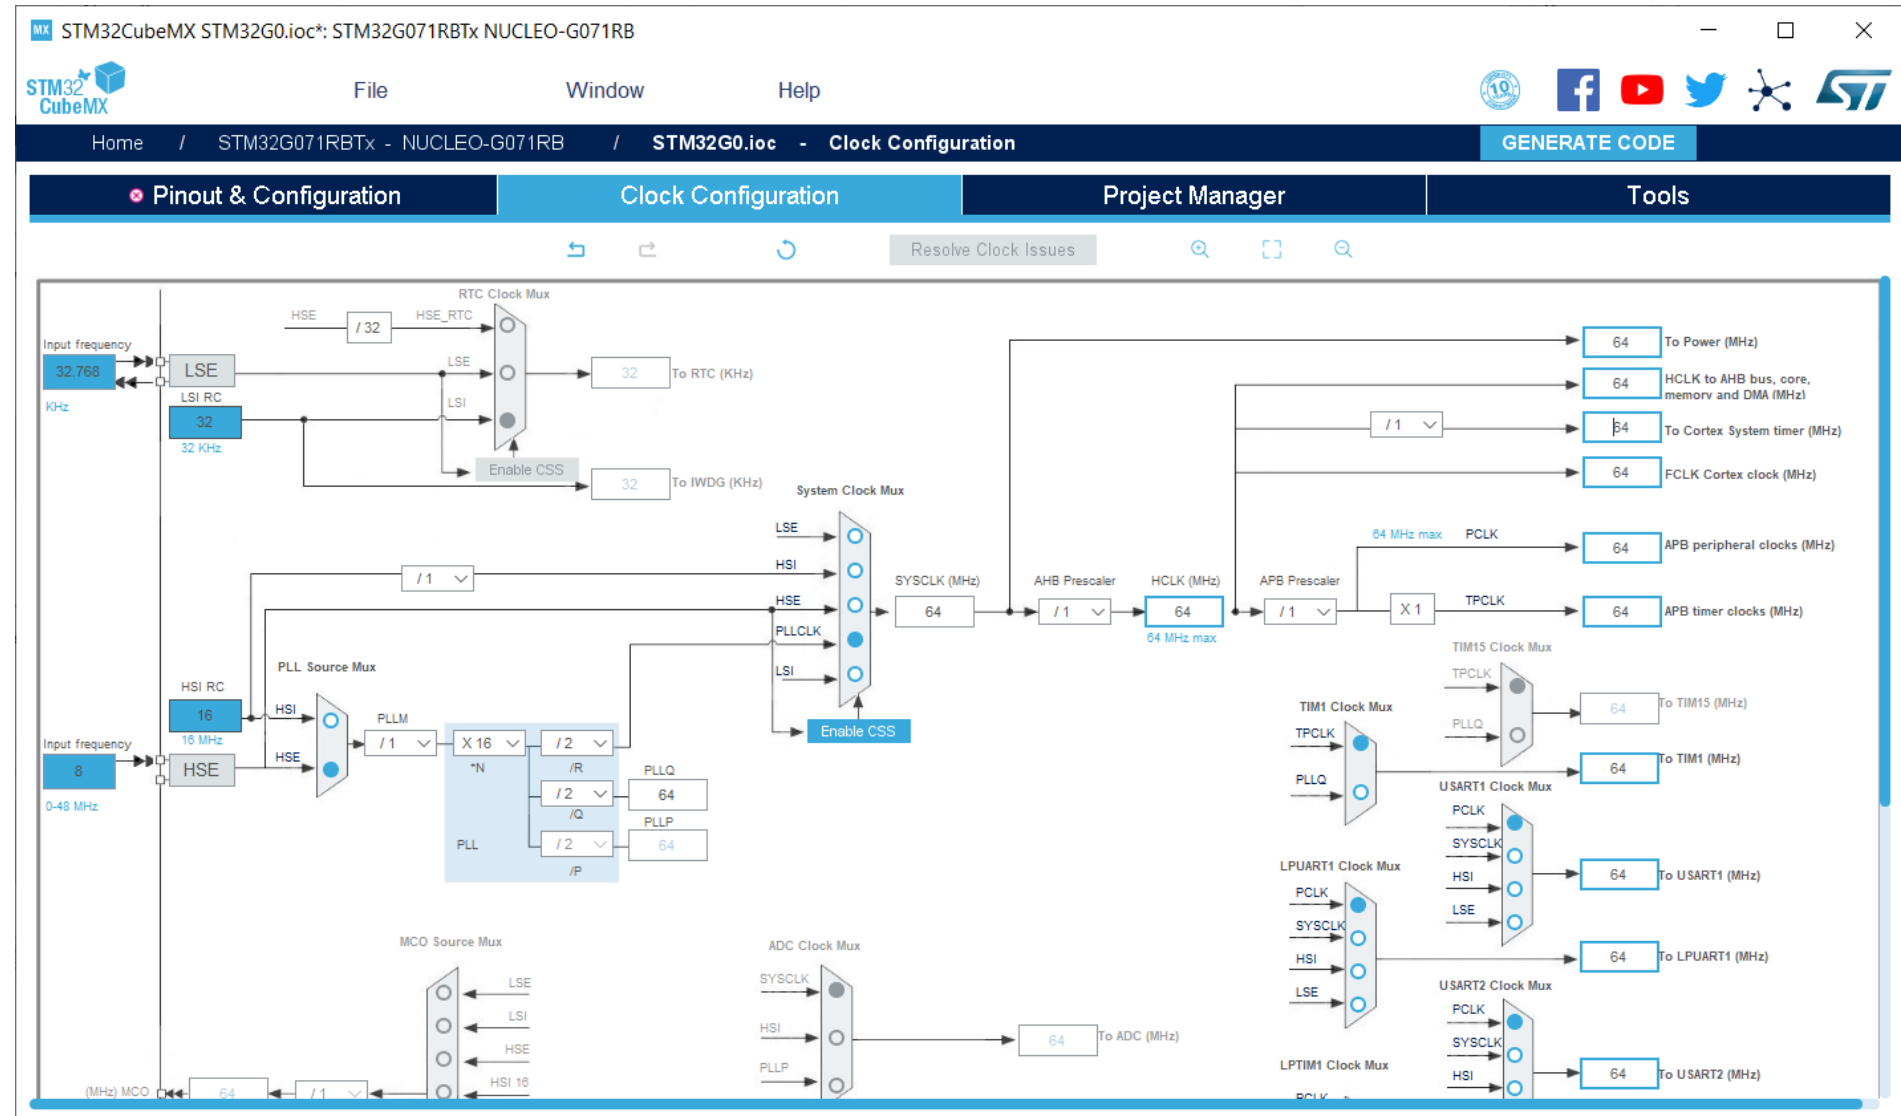 MX STM32CubeMX STM32G0.ioc*: STM32G071RBTx NUCLEO-G071RB
STM32 CubeMX
File Window Help
10
Home / STM32G071RBTx - NUCLEO-G071RB / STM32G0.ioc - Clock Configuration GENERATE CODE
Pinout & Configuration Clock Configuration Project Manager Tools
Resolve Clock Issues
RTC Clock Mux
HSE / 32 HSE_RTC
Input frequency
32.768
KHz
LSE
LSE
32 To RTC (KHz)
LSI RC
32
32 KHz
LSI
Enable CSS
32 To IWDG (KHz)
64 To Power (MHz)
64 HCLK to AHB bus, core,
memory and DMA (MHz)
/ 1 64 To Cortex System timer (MHz)
64 FCLK Cortex clock (MHz)
System Clock Mux
LSE
HSI
HSE
PLLCLK
LSI
Enable CSS
/ 1
SYSCLK (MHz)
64
AHB Prescaler
/ 1
HCLK (MHz)
64
64 MHz max
APB Prescaler
/ 1
64 MHz max PCLK
64 APB peripheral clocks (MHz)
X 1 TPCLK
64 APB timer clocks (MHz)
HSI RC
16
16 MHz
Input frequency
8
0-48 MHz
HSE
PLL Source Mux
HSI
HSE
PLLM
/ 1
X 16
*N
/ 2
/R
/ 2
/Q
/ 2
/P
PLL
PLLQ
64
PLLP
64
TIM15 Clock Mux
TPCLK
PLLQ
64 To TIM15 (MHz)
TIM1 Clock Mux
TPCLK
PLLQ
64 To TIM1 (MHz)
USART1 Clock Mux
PCLK
SYSCLK
HSI
LSE
64 To USART1 (MHz)
LPUART1 Clock Mux
PCLK
SYSCLK
HSI
LSE
64 To LPUART1 (MHz)
USART2 Clock Mux
PCLK
SYSCLK
HSI
64 To USART2 (MHz)
LPTIM1 Clock Mux
PCLK
MCO Source Mux
LSE
LSI
HSE
HSI 16
(MHz) MCO 64 / 1
ADC Clock Mux
SYSCLK
HSI
PLLP
64 To ADC (MHz)